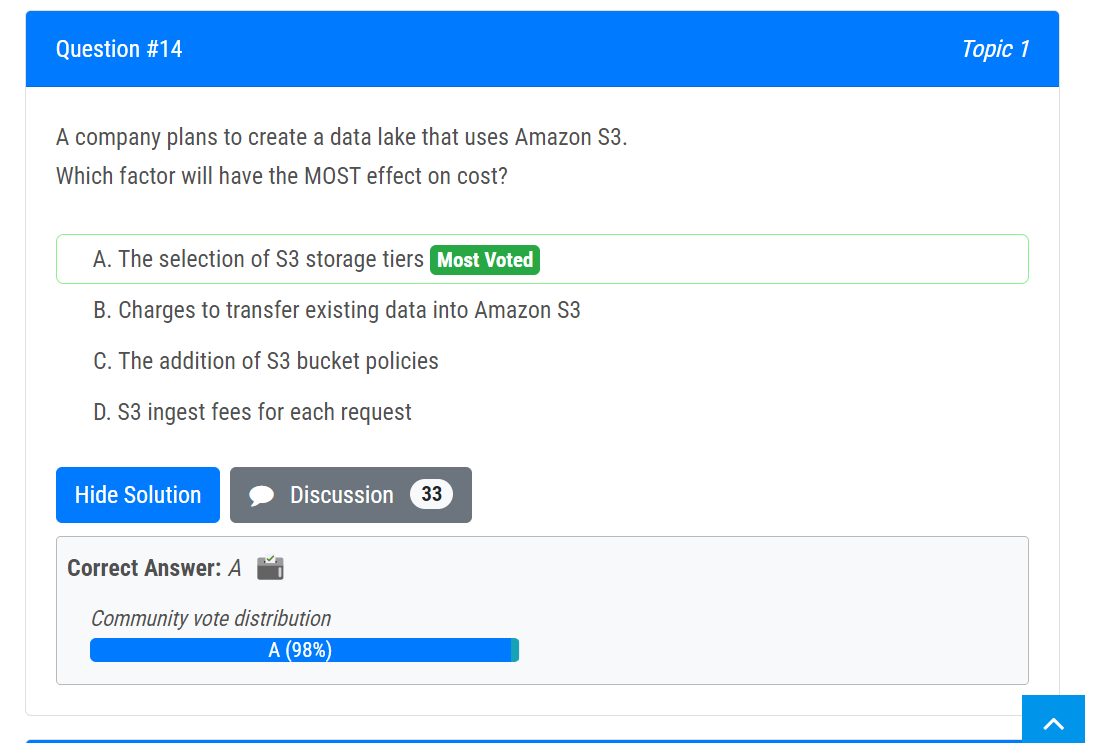 Question #14 Topic 1
A company plans to create a data lake that uses Amazon S3.
Which factor will have the MOST effect on cost?
A. The selection of S3 storage tiers Most Voted
B. Charges to transfer existing data into Amazon S3
C. The addition of S3 bucket policies
D. S3 ingest fees for each request
Hide Solution Discussion 33
Correct Answer: A
Community vote distribution
A (98%)